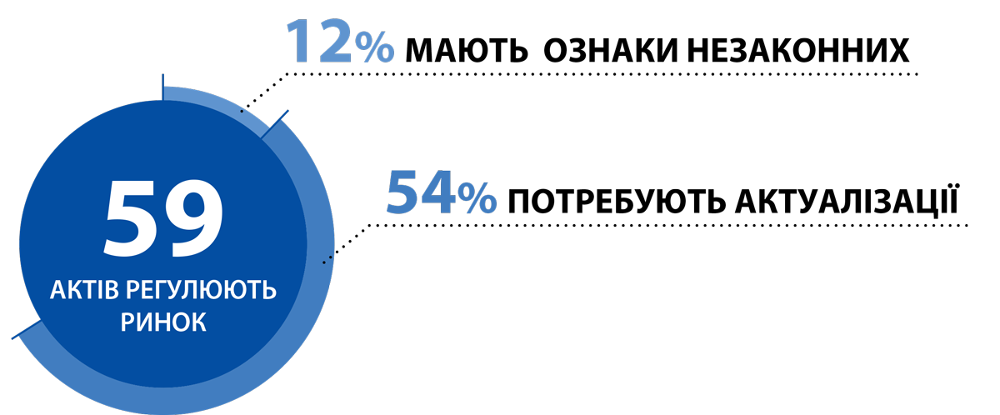 12% МАЮТЬ ОЗНАКИ НЕЗАКОННИХ
54% ПОТРЕБУЮТЬ АКТУАЛІЗАЦІЇ
59
АКТІВ РЕГУЛЮЮТЬ
РИНОК